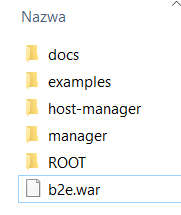 Nazwa
docs
examples
host-manager
manager
ROOT
b2e.war